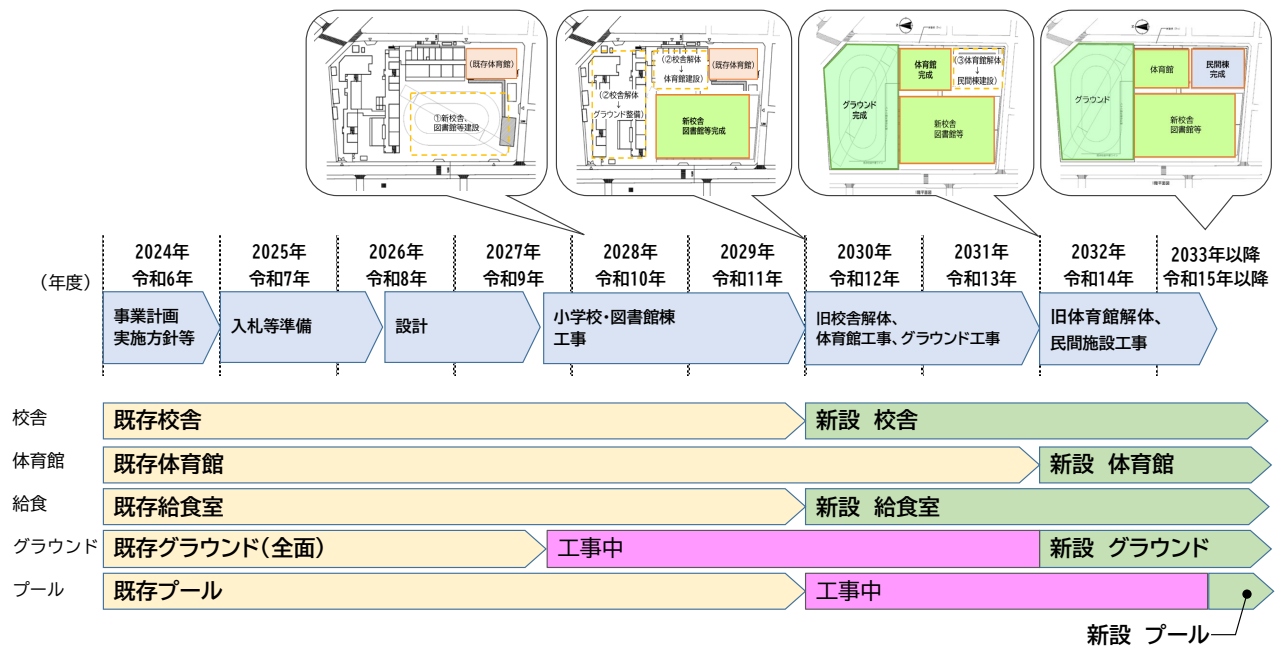 (既存体育館)
①新校舎、
図書館等建設
(②校舎解体
↓
体育館建設)
(既存体育館)
(②校舎解体
↓
グラウンド整備)
新校舎
図書館等完成
体育館
完成
(③体育館解体
↓
民間棟建設)
グラウンド
完成
新校舎
図書館等
1階平面図
体育館
民間棟
完成
グラウンド
新校舎
図書館等
1階平面図
(年度)
2024年
令和6年
2025年
令和7年
2026年
令和8年
2027年
令和9年
2028年
令和10年
2029年
令和11年
2030年
令和12年
2031年
令和13年
2032年
令和14年
2033年以降
令和15年以降
事業計画
実施方針等
入札等準備
設計
小学校・図書館棟
工事
旧校舎解体、
体育館工事、グラウンド工事
旧体育館解体、
民間施設工事
校舎
既存校舎
新設 校舎
体育館
既存体育館
新設 体育館
給食
既存給食室
新設 給食室
グラウンド
既存グラウンド(全面)
工事中
新設 グラウンド
プール
既存プール
工事中
新設 プール